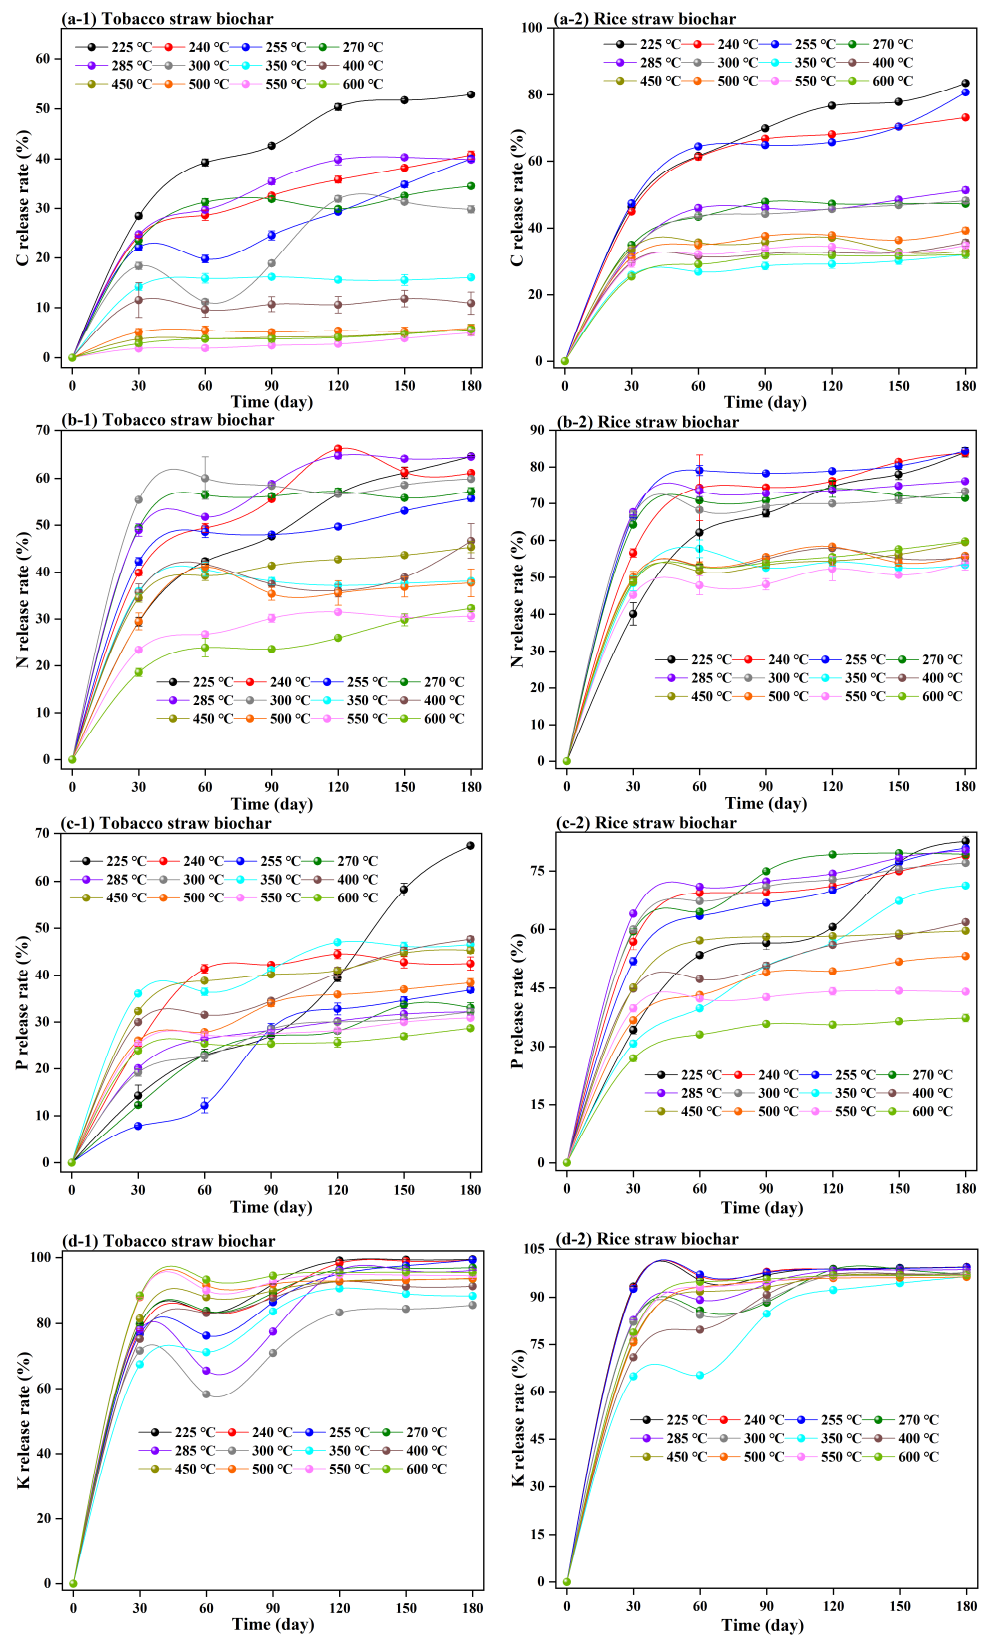 (a-1) Tobacco straw biochar
225 ℃ 240 ℃ 255 ℃ 270 ℃
285 ℃ 300 ℃ 350 ℃ 400 ℃
450 ℃ 500 ℃ 550 ℃ 600 ℃
C release rate (%)
60
50
40
30
20
10
0
0 30 60 90 120 150 180
Time (day)
(a-2) Rice straw biochar
225 ℃ 240 ℃ 255 ℃ 270 ℃
285 ℃ 300 ℃ 350 ℃ 400 ℃
450 ℃ 500 ℃ 550 ℃ 600 ℃
C release rate (%)
100
80
60
40
20
0
0 30 60 90 120 150 180
Time (day)
(b-1) Tobacco straw biochar
N release rate (%)
70
60
50
40
30
20
10
0
225 ℃ 240 ℃ 255 ℃ 270 ℃
285 ℃ 300 ℃ 350 ℃ 400 ℃
450 ℃ 500 ℃ 550 ℃ 600 ℃
0 30 60 90 120 150 180
Time (day)
(b-2) Rice straw biochar
N release rate (%)
90
80
70
60
50
40
30
20
10
0
225 ℃ 240 ℃ 255 ℃ 270 ℃
285 ℃ 300 ℃ 350 ℃ 400 ℃
450 ℃ 500 ℃ 550 ℃ 600 ℃
0 30 60 90 120 150 180
Time (day)
(c-1) Tobacco straw biochar
225 ℃ 240 ℃ 255 ℃ 270 ℃
285 ℃ 300 ℃ 350 ℃ 400 ℃
450 ℃ 500 ℃ 550 ℃ 600 ℃
P release rate (%)
70
60
50
40
30
20
10
0
0 30 60 90 120 150 180
Time (day)
(c-2) Rice straw biochar
P release rate (%)
75
60
45
30
15
0
225 ℃ 240 ℃ 255 ℃ 270 ℃
285 ℃ 300 ℃ 350 ℃ 400 ℃
450 ℃ 500 ℃ 550 ℃ 600 ℃
0 30 60 90 120 150 180
Time (day)
(d-1) Tobacco straw biochar
K release rate (%)
100
80
60
40
20
0
225 ℃ 240 ℃ 255 ℃ 270 ℃
285 ℃ 300 ℃ 350 ℃ 400 ℃
450 ℃ 500 ℃ 550 ℃ 600 ℃
0 30 60 90 120 150 180
Time (day)
(d-2) Rice straw biochar
K release rate (%)
105
90
75
60
45
30
15
0
225 ℃ 240 ℃ 255 ℃ 270 ℃
285 ℃ 300 ℃ 350 ℃ 400 ℃
450 ℃ 500 ℃ 550 ℃ 600 ℃
0 30 60 90 120 150 180
Time (day)